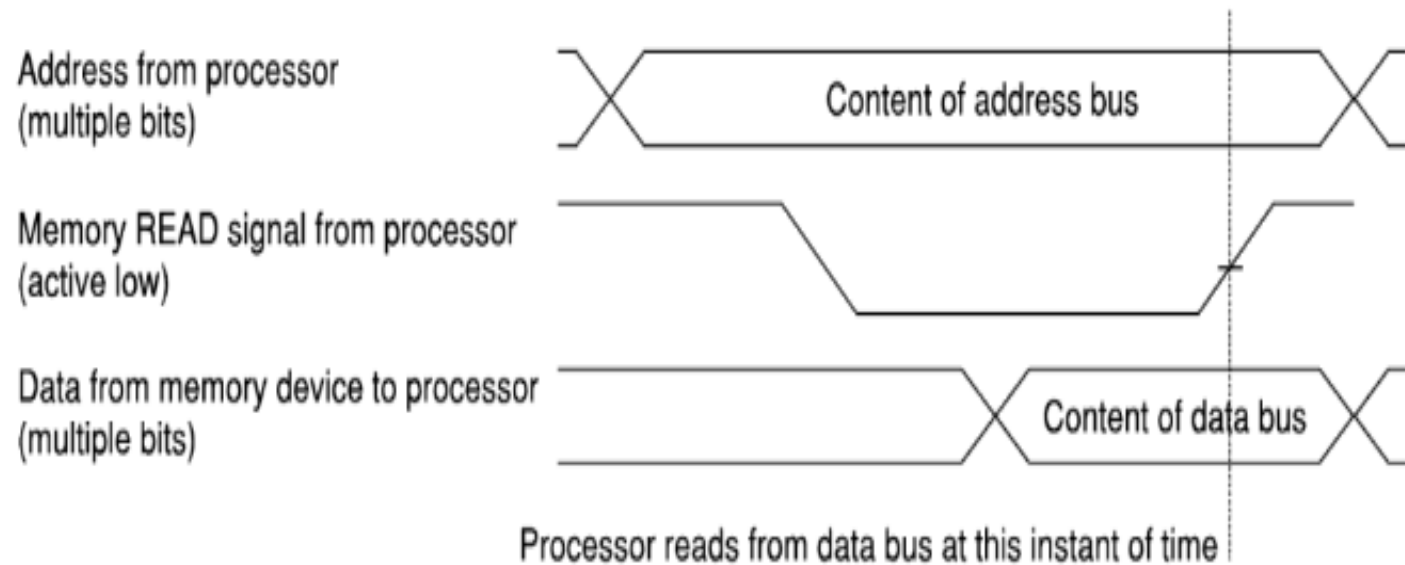 Address from processor
(multiple bits)
Content of address bus
Memory READ signal from processor
(active low)
Data from memory device to processor
(multiple bits)
Content of data bus
Processor reads from data bus at this instant of time